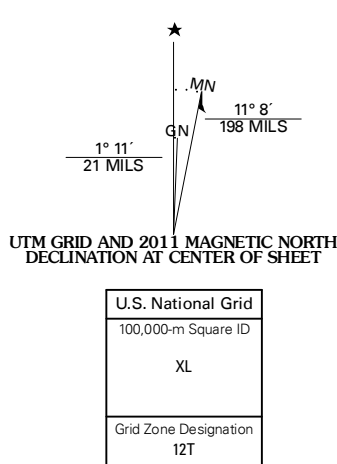 ★
MN
11° 8´
198 MILS
GN
1° 11´
21 MILS
UTM GRID AND 2011 MAGNETIC NORTH
DECLINATION AT CENTER OF SHEET
U.S. National Grid
100,000-m Square ID
XL
Grid Zone Designation
12T